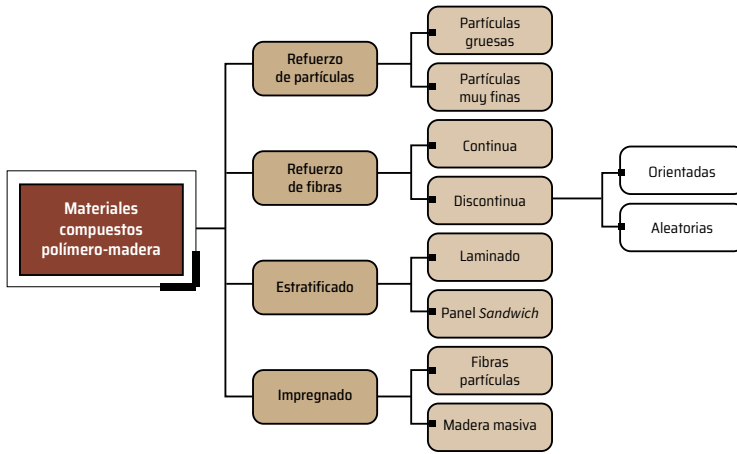 Materiales
compuestos
polímero-madera
Refuerzo
de partículas
Partículas
gruesas
Partículas
muy finas
Refuerzo
de fibras
Continua
Discontinua
Orientadas
Aleatorias
Estratificado
Laminado
Panel Sandwich
Impregnado
Fibras
partículas
Madera masiva